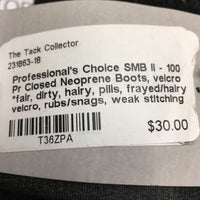 The Tack Collector
231863-16
Professional's Choice SMB II - 100
Pr Closed Neoprene Boots, velcro
*fair, dirty, hairy, pills, frayed/hairy
velcro, rubs/snags, weak stitching
$30.00
T36ZPA